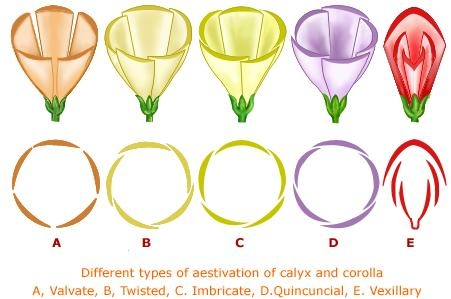 A B C D E
Different types of aestivation of calyx and corolla
A, Valvate, B, Twisted, C. Imbricate, D.Quincuncial, E. Vexillary